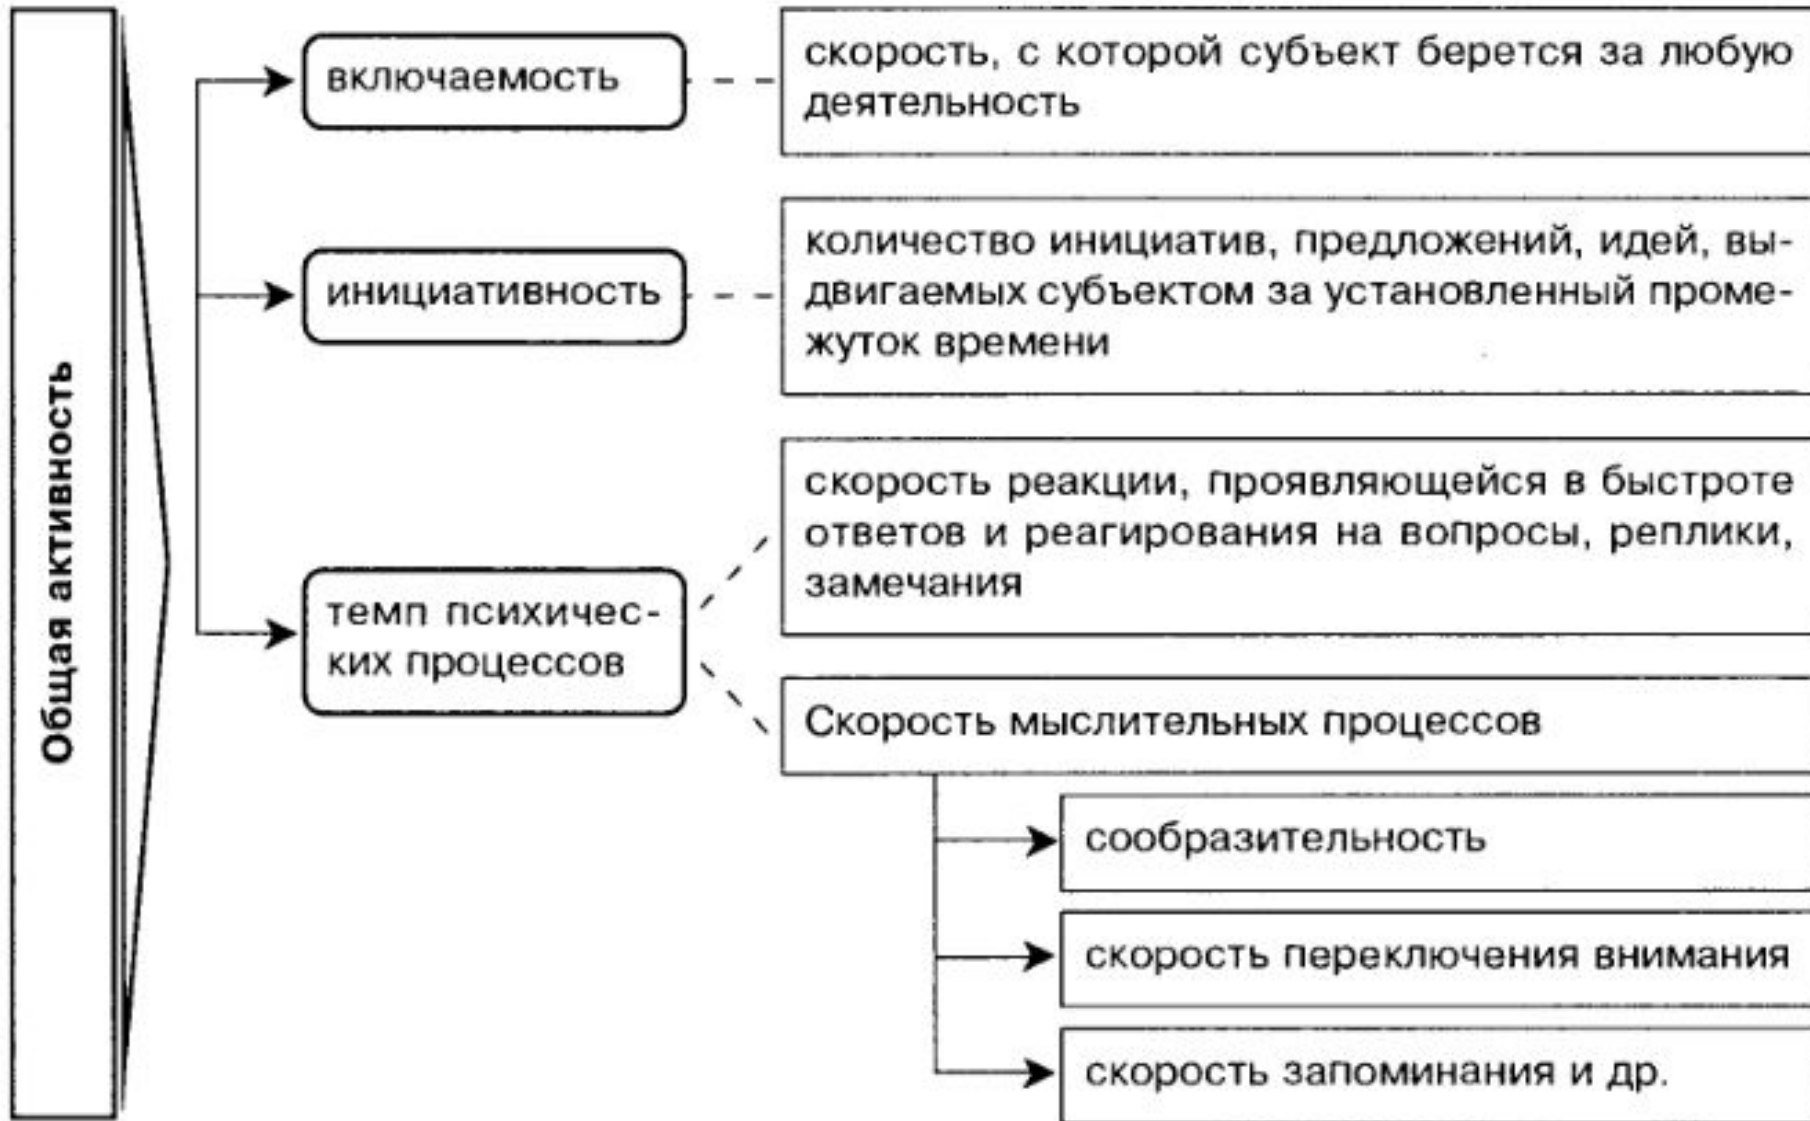 Общая активность
включаемость
скорость, с которой субъект берется за любую
деятельность
инициативность
количество инициатив, предложений, идей, вы-
двигаемых субъектом за установленный проме-
жуток времени
темп психичес-
ких процессов
скорость реакции, проявляющейся в быстроте
ответов и реагирования на вопросы, реплики,
замечания
Скорость мыслительных процессов
сообразительность
скорость переключения внимания
скорость запоминания и др.